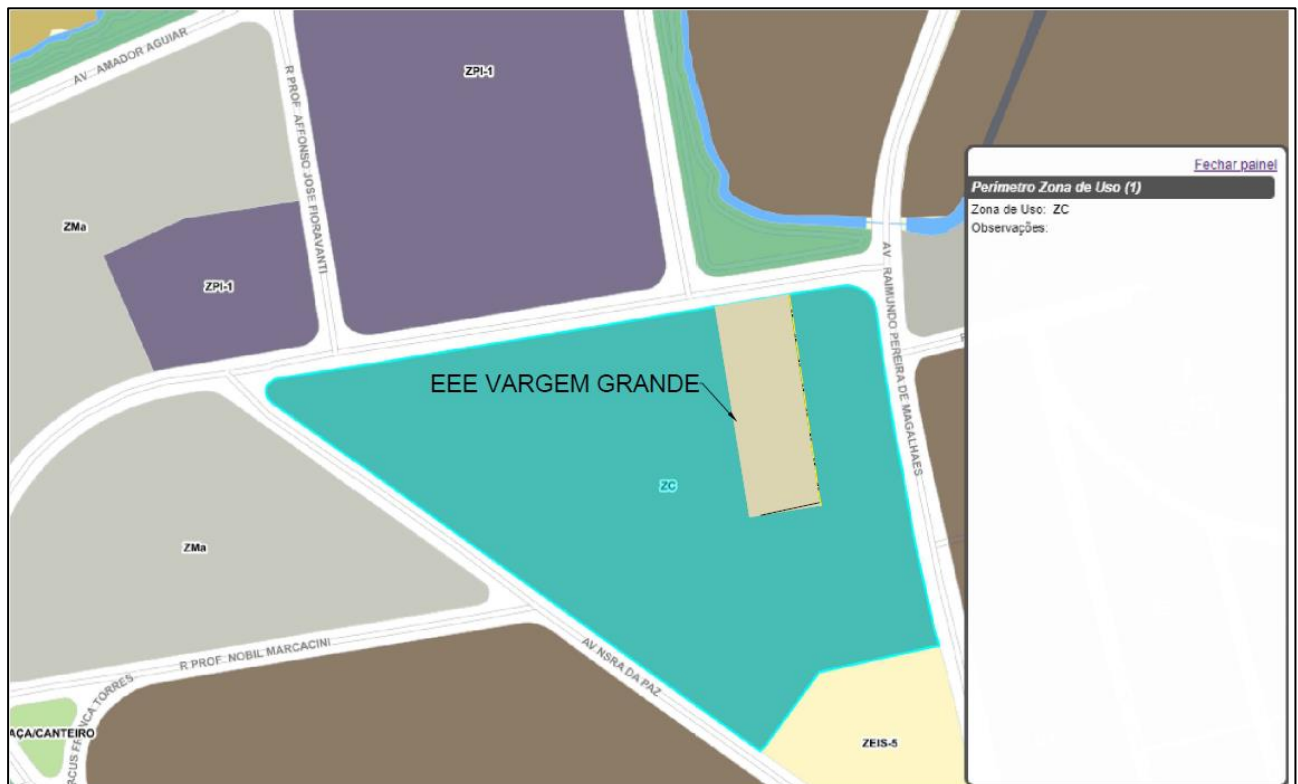 AV. AMADOR AGUIAR
R PROF. AFFONSO JOSE FIORAVANTI
ZPI-1
ZMa
ZPI-1
Fechar painel
Perímetro Zona de Uso (1)
Zona de Uso: ZC
Observações:
AV RAIMUNDO PEREIRA DE MAGALHAES
EEE VARGEM GRANDE
ZC
ZMa
R PROF. NOBIL MARCACINI
AV NSRA DA PAZ
AÇA/CANTEIRO
TORRES
ZEIS-5